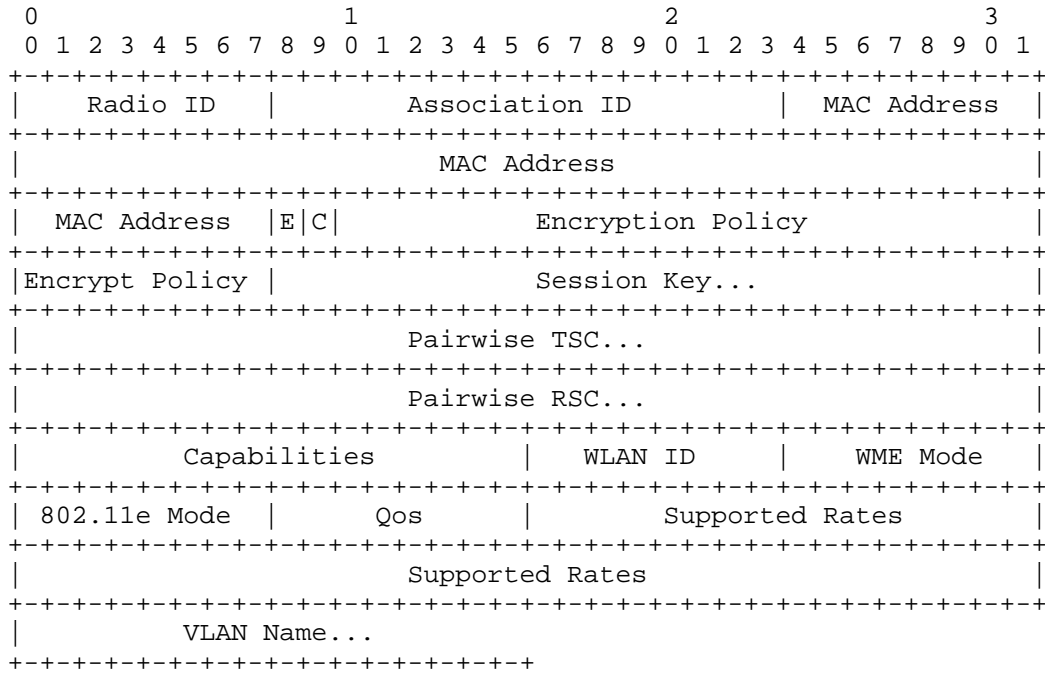 0                   1                   2                   3
 0 1 2 3 4 5 6 7 8 9 0 1 2 3 4 5 6 7 8 9 0 1 2 3 4 5 6 7 8 9 0 1
+-+-+-+-+-+-+-+-+-+-+-+-+-+-+-+-+-+-+-+-+-+-+-+-+-+-+-+-+-+-+-+-+
|    Radio ID   |        Association ID         |  MAC Address  |
+-+-+-+-+-+-+-+-+-+-+-+-+-+-+-+-+-+-+-+-+-+-+-+-+-+-+-+-+-+-+-+-+
|                          MAC Address                          |
+-+-+-+-+-+-+-+-+-+-+-+-+-+-+-+-+-+-+-+-+-+-+-+-+-+-+-+-+-+-+-+-+
|  MAC Address  |E|C|            Encryption Policy              |
+-+-+-+-+-+-+-+-+-+-+-+-+-+-+-+-+-+-+-+-+-+-+-+-+-+-+-+-+-+-+-+-+
|Encrypt Policy |                Session Key...                 |
+-+-+-+-+-+-+-+-+-+-+-+-+-+-+-+-+-+-+-+-+-+-+-+-+-+-+-+-+-+-+-+-+
|                        Pairwise TSC...                        |
+-+-+-+-+-+-+-+-+-+-+-+-+-+-+-+-+-+-+-+-+-+-+-+-+-+-+-+-+-+-+-+-+
|                        Pairwise RSC...                        |
+-+-+-+-+-+-+-+-+-+-+-+-+-+-+-+-+-+-+-+-+-+-+-+-+-+-+-+-+-+-+-+-+
|          Capabilities         |   WLAN ID     |    WME Mode   |
+-+-+-+-+-+-+-+-+-+-+-+-+-+-+-+-+-+-+-+-+-+-+-+-+-+-+-+-+-+-+-+-+
| 802.11e Mode  |      Qos      |        Supported Rates        |
+-+-+-+-+-+-+-+-+-+-+-+-+-+-+-+-+-+-+-+-+-+-+-+-+-+-+-+-+-+-+-+-+
|                        Supported Rates                        |
+-+-+-+-+-+-+-+-+-+-+-+-+-+-+-+-+-+-+-+-+-+-+-+-+-+-+-+-+-+-+-+-+
|          VLAN Name...
+-+-+-+-+-+-+-+-+-+-+-+-+-+-+-+-+